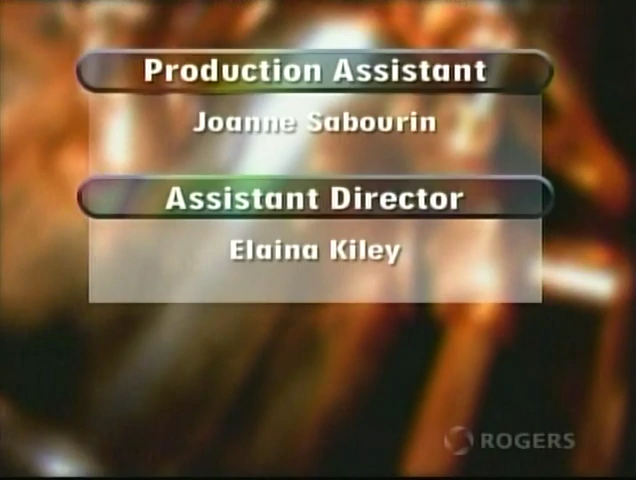 Production Assistant
Joanne Sabourin
Assistant Director
Elaina Kiley
ROGERS